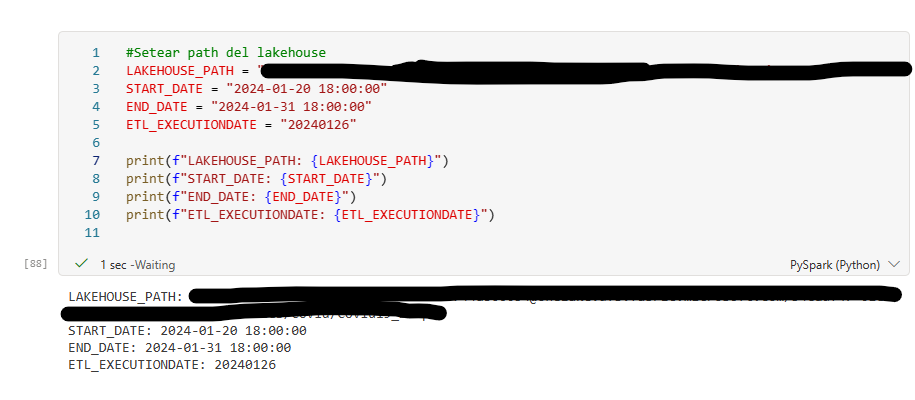 1 #Setear path del lakehouse
2 LAKEHOUSE_PATH = "
3 START_DATE = "2024-01-20 18:00:00"
4 END_DATE = "2024-01-31 18:00:00"
5 ETL_EXECUTIONDATE = "20240126"
6
7 print(f"LAKEHOUSE_PATH: {LAKEHOUSE_PATH}")
8 print(f"START_DATE: {START_DATE}")
9 print(f"END_DATE: {END_DATE}")
10 print(f"ETL_EXECUTIONDATE: {ETL_EXECUTIONDATE}")
11
[88] 1 sec -Waiting PySpark (Python)
LAKEHOUSE_PATH:
START_DATE: 2024-01-20 18:00:00
END_DATE: 2024-01-31 18:00:00
ETL_EXECUTIONDATE: 20240126